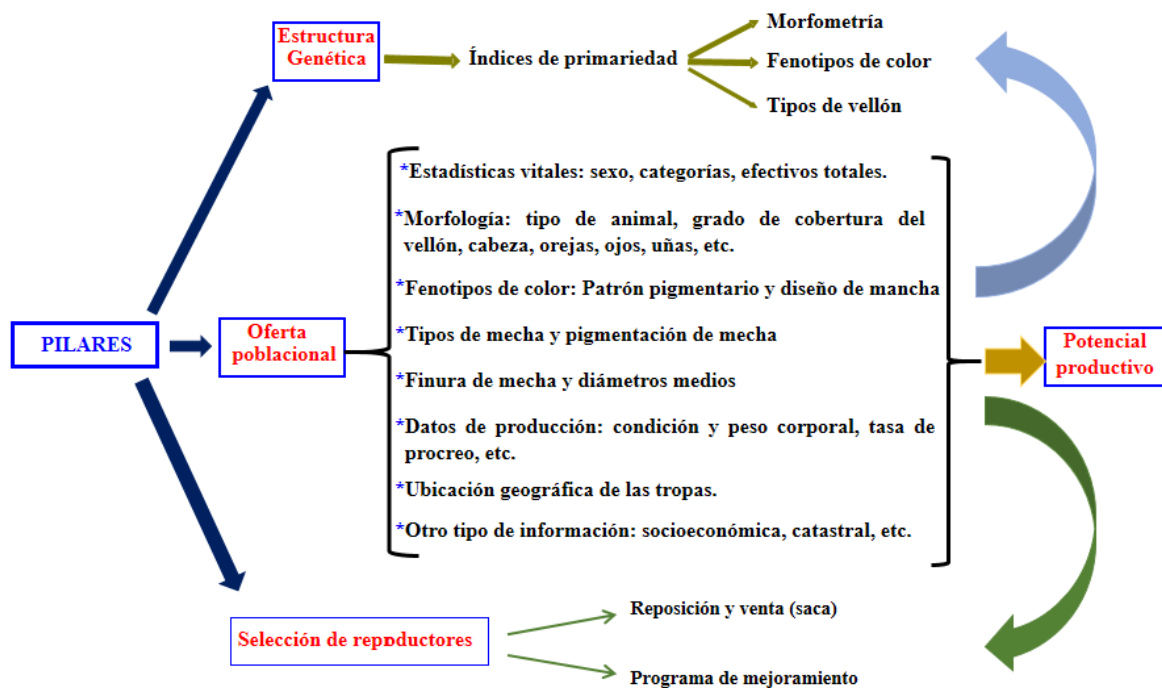 Estructura
Genética
Índices de primariedad
Morfometría
Fenotipos de color
Tipos de vellón
PILARES
Oferta
poblacional
*Estadísticas vitales: sexo, categorías, efectivos totales.
*Morfología: tipo de animal, grado de cobertura del
vellón, cabeza, orejas, ojos, uñas, etc.
*Fenotipos de color: Patrón pigmentario y diseño de mancha
*Tipos de mecha y pigmentación de mecha
*Finura de mecha y diámetros medios
*Datos de producción: condición y peso corporal, tasa de
procreo, etc.
*Ubicación geográfica de las tropas.
*Otro tipo de información: socioeconómica, catastral, etc.
Potencial
productivo
Selección de reproductores
Reposición y venta (saca)
Programa de mejoramiento